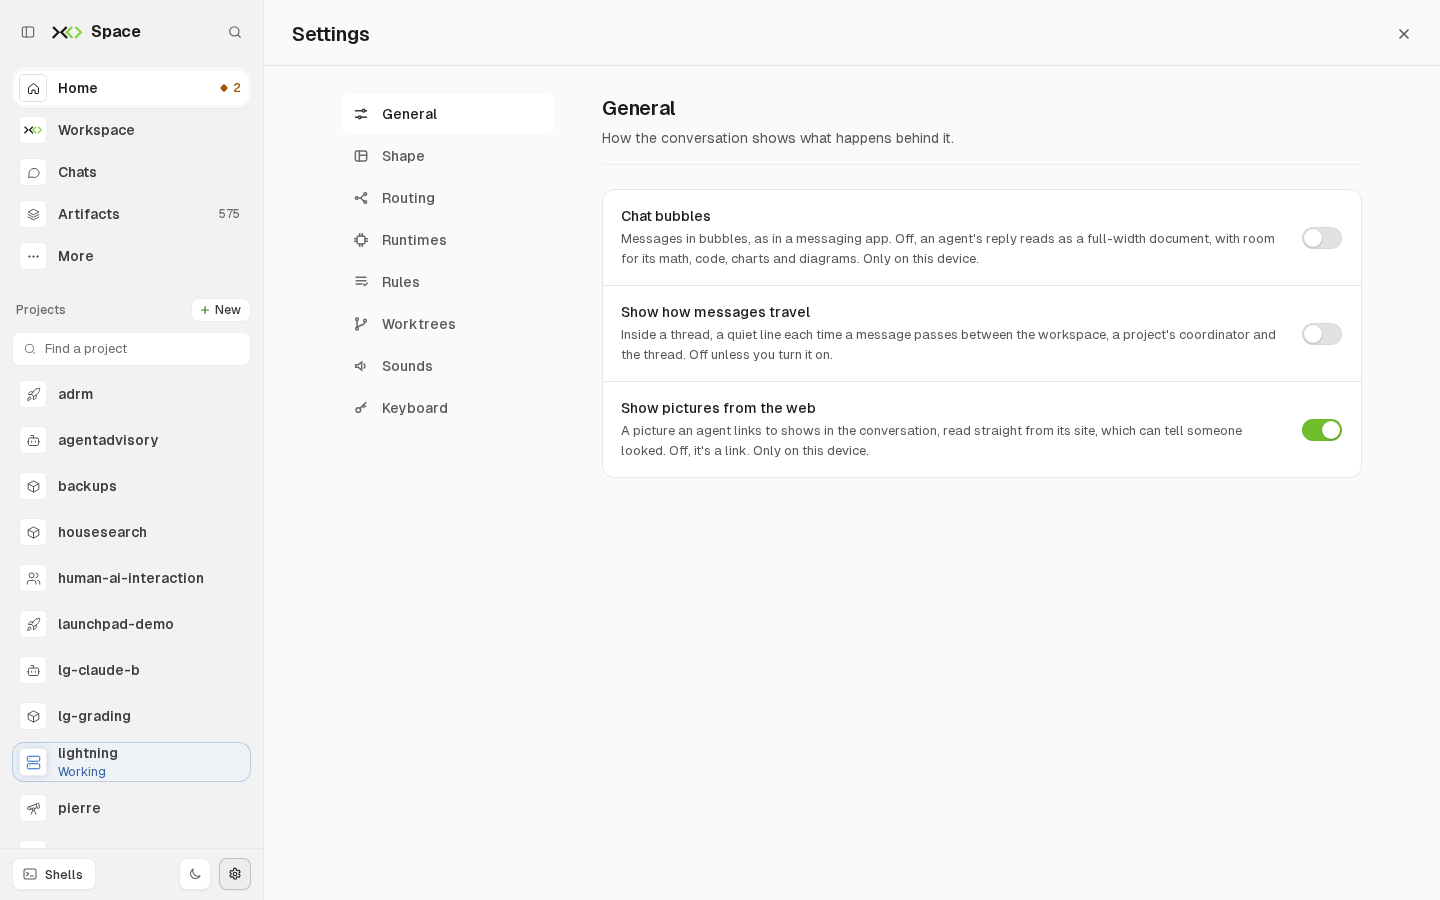 Space
Home
2
Workspace
Chats
Artifacts
575
More
Projects
New
Find a project
adrm
agentadvisory
backups
housesearch
human-ai-interaction
launchpad-demo
lg-claude-b
lg-grading
lightning
Working
pierre
Shells
Settings
General
Shape
Routing
Runtimes
Rules
Worktrees
Sounds
Keyboard
General
How the conversation shows what happens behind it.
Chat bubbles
Messages in bubbles, as in a messaging app. Off, an agent's reply reads as a full-width document, with room
for its math, code, charts and diagrams. Only on this device.
Show how messages travel
Inside a thread, a quiet line each time a message passes between the workspace, a project's coordinator and
the thread. Off unless you turn it on.
Show pictures from the web
A picture an agent links to shows in the conversation, read straight from its site, which can tell someone
looked. Off, it's a link. Only on this device.